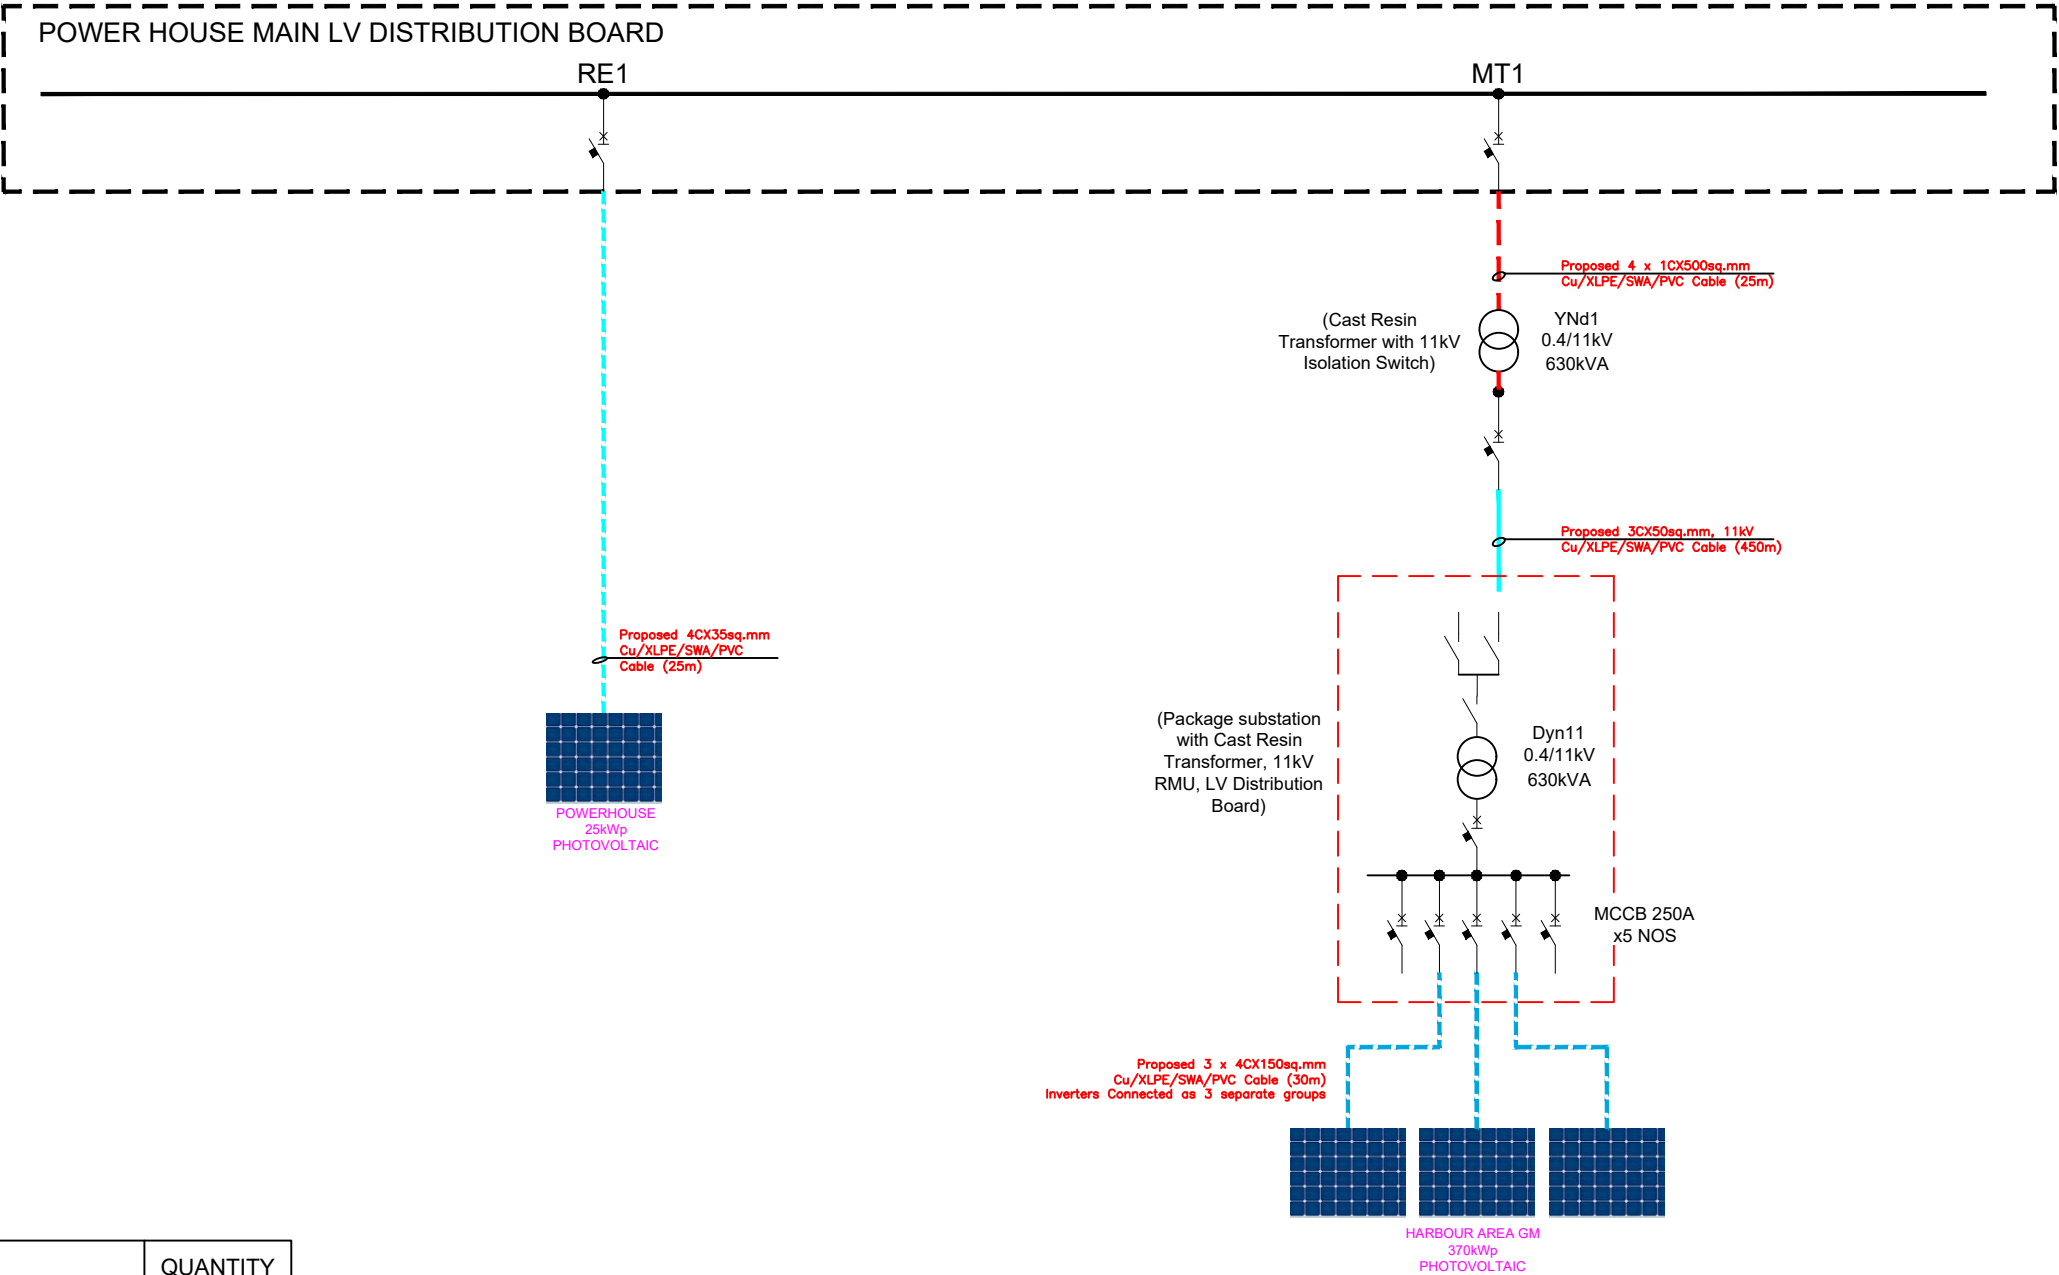 POWER HOUSE MAIN LV DISTRIBUTION BOARD
RE1
MT1
Proposed 4 x 1CX500sq.mm
Cu/XLPE/SWA/PVC Cable (25m)
(Cast Resin
Transformer with 11kV
Isolation Switch)
YNd1
0.4/11kV
630kVA
Proposed 3CX50sq.mm, 11kV
Cu/XLPE/SWA/PVC Cable (450m)
Proposed 4CX35sq.mm
Cu/XLPE/SWA/PVC
Cable (25m)
POWERHOUSE
25kWp
PHOTOVOLTAIC
(Package substation
with Cast Resin
Transformer, 11kV
RMU, LV Distribution
Board)
Dyn11
0.4/11kV
630kVA
MCCB 250A
x5 NOS
Proposed 3 x 4CX150sq.mm
Cu/XLPE/SWA/PVC Cable (30m)
Inverters Connected as 3 separate groups
HARBOUR AREA GM
370kWp
PHOTOVOLTAIC
QUANTITY